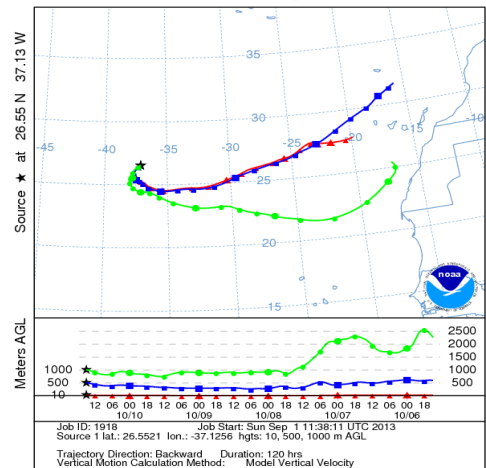 Source ★ at 26.55 N 37.13 W
-45
-40
-35
-30
-25
-20
-15
-10
35
30
25
25
20
15
noaa
Meters AGL
1000
500
10
2500
2000
1500
1000
500
12 06 00 18 12 06 00 18 12 06 00 18 12 06 00 18 12 06 00 18
10/10 10/09 10/08 10/07 10/06
Job ID: 1918 Job Start: Sun Sep 1 11:38:11 UTC 2013
Source 1 lat.: 26.5521 lon.: -37.1256 hgts: 10, 500, 1000 m AGL
Trajectory Direction: Backward Duration: 120 hrs
Vertical Motion Calculation Method: Model Vertical Velocity